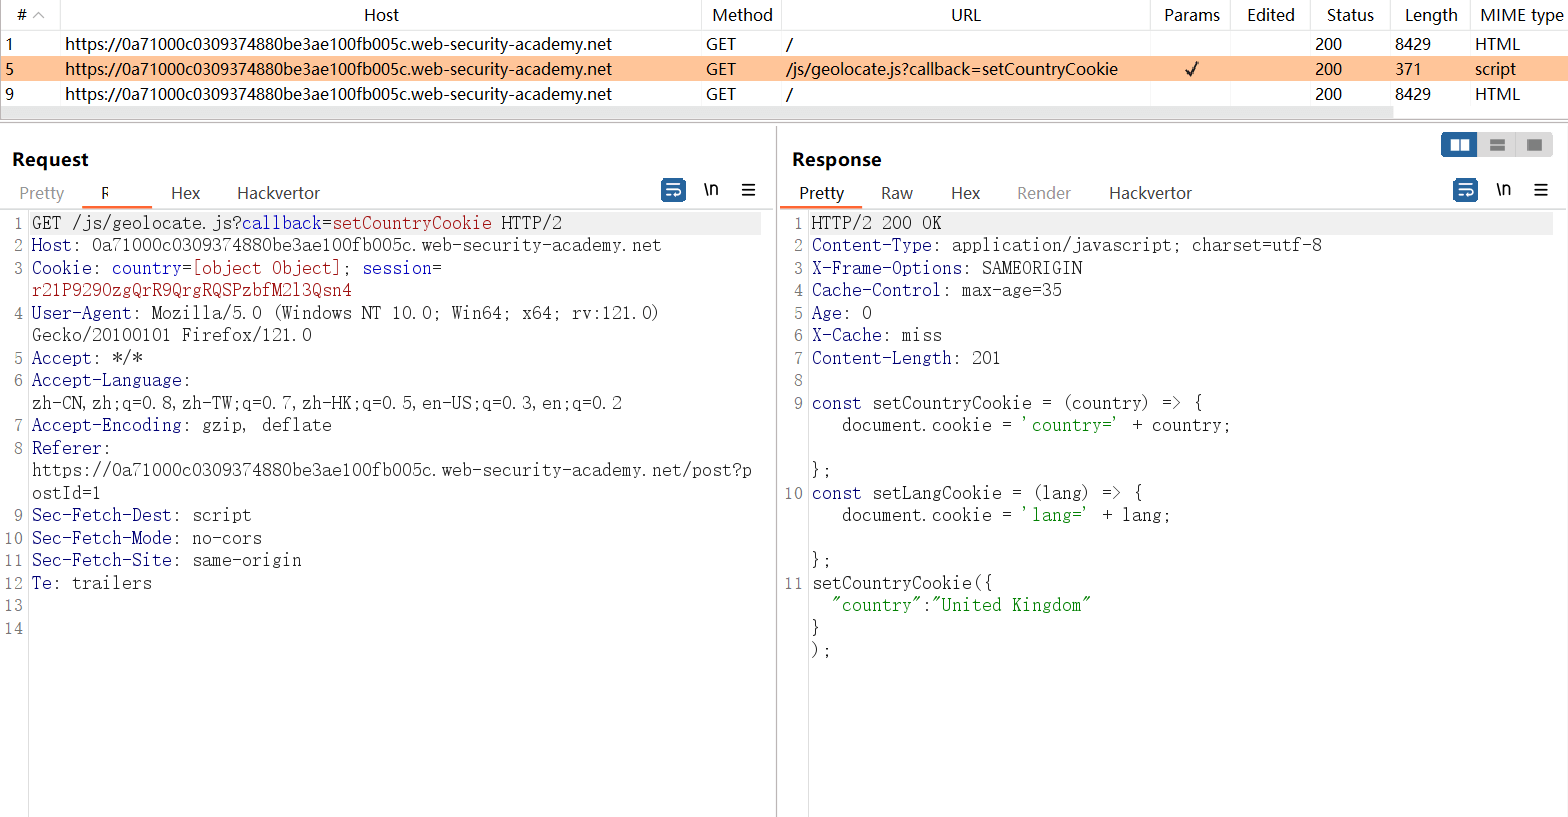 # Host Method URL Params Edited Status Length MIME type
1 https://0a71000c0309374880be3ae100fb005c.web-security-academy.net GET / 200 8429 HTML
5 https://0a71000c0309374880be3ae100fb005c.web-security-academy.net GET /js/geolocate.js?callback=setCountryCookie ✓ 200 371 script
9 https://0a71000c0309374880be3ae100fb005c.web-security-academy.net GET / 200 8429 HTML
Request
Pretty R Hex Hackvertor \n
1 GET /js/geolocate.js?callback=setCountryCookie HTTP/2
2 Host: 0a71000c0309374880be3ae100fb005c.web-security-academy.net
3 Cookie: country=[object Object]; session=
r21P929OzgQrR9QrgRQSPzbfM2l3Qsn4
4 User-Agent: Mozilla/5.0 (Windows NT 10.0; Win64; x64; rv:121.0)
Gecko/20100101 Firefox/121.0
5 Accept: */*
6 Accept-Language:
zh-CN,zh;q=0.8,zh-TW;q=0.7,zh-HK;q=0.5,en-US;q=0.3,en;q=0.2
7 Accept-Encoding: gzip, deflate
8 Referer:
https://0a71000c0309374880be3ae100fb005c.web-security-academy.net/post?p
ostId=1
9 Sec-Fetch-Dest: script
10 Sec-Fetch-Mode: no-cors
11 Sec-Fetch-Site: same-origin
12 Te: trailers
13
14
Response
Pretty Raw Hex Render Hackvertor \n
1 HTTP/2 200 OK
2 Content-Type: application/javascript; charset=utf-8
3 X-Frame-Options: SAMEORIGIN
4 Cache-Control: max-age=35
5 Age: 0
6 X-Cache: miss
7 Content-Length: 201
8
9 const setCountryCookie = (country) => {
document.cookie = 'country=' + country;
};
10 const setLangCookie = (lang) => {
document.cookie = 'lang=' + lang;
};
11 setCountryCookie({
"country":"United Kingdom"
}
);